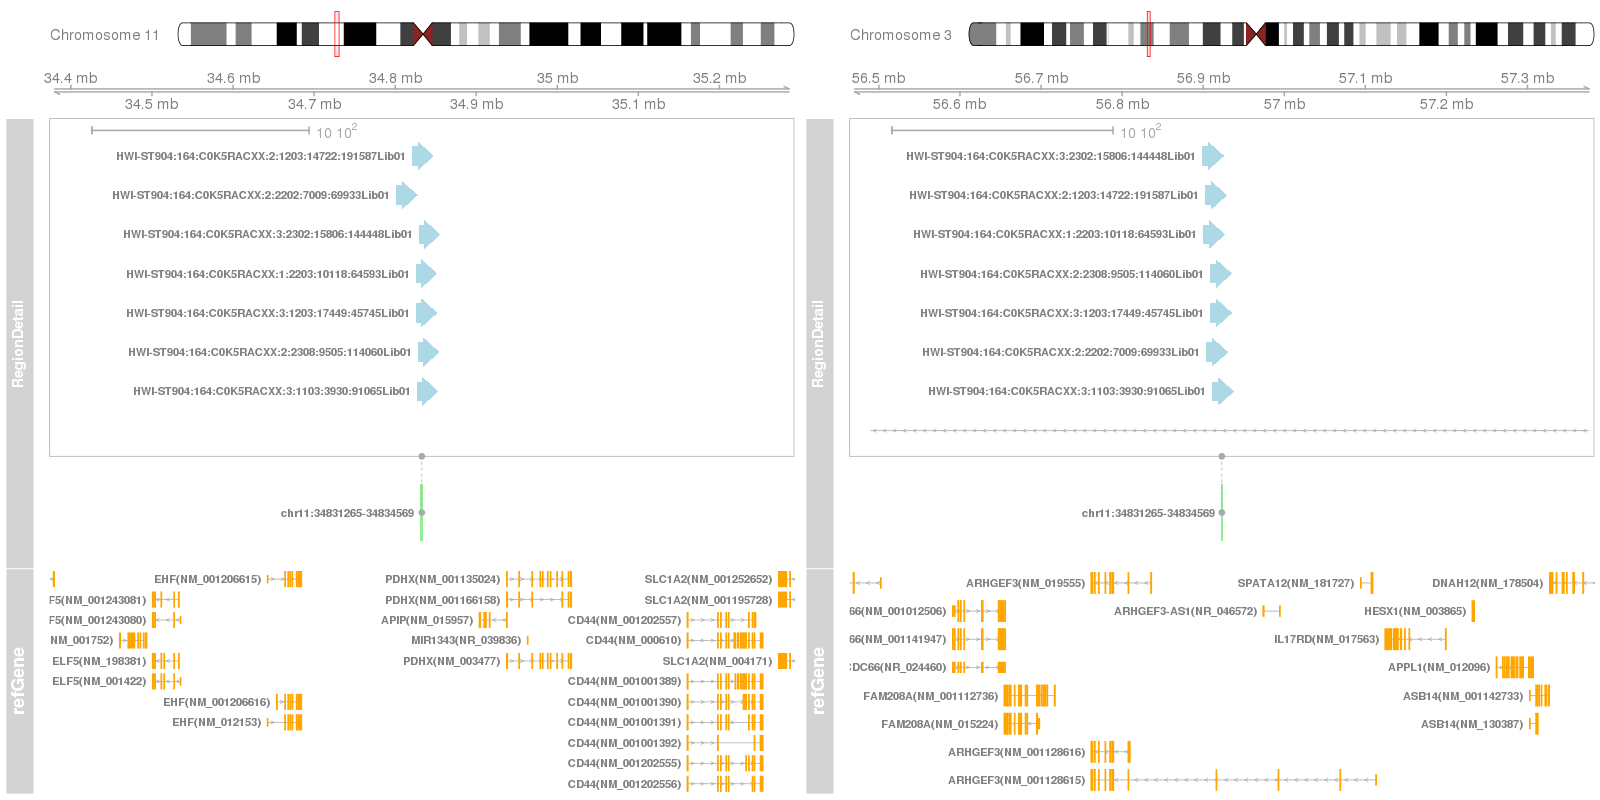 Chromosome 11
34.4 mb 34.6 mb 34.8 mb 35 mb 35.2 mb
34.5 mb 34.7 mb 34.9 mb 35.1 mb
RegionDetail
10 10^2
HWI-ST904:164:C0K5RACXX:2:1203:14722:191587Lib01
HWI-ST904:164:C0K5RACXX:2:2202:7009:69933Lib01
HWI-ST904:164:C0K5RACXX:3:2302:15806:144448Lib01
HWI-ST904:164:C0K5RACXX:1:2203:10118:64593Lib01
HWI-ST904:164:C0K5RACXX:3:1203:17449:45745Lib01
HWI-ST904:164:C0K5RACXX:2:2308:9505:114060Lib01
HWI-ST904:164:C0K5RACXX:3:1103:3930:91065Lib01
chr11:34831265-34834569
refGene
EHF(NM_001206615) PDHX(NM_001135024) SLC1A2(NM_001252652)
F5(NM_001243081) PDHX(NM_001166158) SLC1A2(NM_001195728)
F5(NM_001243080) APIP(NM_015957) CD44(NM_001202557)
NM_001752) MIR1343(NR_039836) CD44(NM_000610)
ELF5(NM_198381) PDHX(NM_003477) SLC1A2(NM_004171)
ELF5(NM_001422) CD44(NM_001001389)
EHF(NM_001206616) CD44(NM_001001390)
EHF(NM_012153) CD44(NM_001001391)
CD44(NM_001001392)
CD44(NM_001202555)
CD44(NM_001202556)
Chromosome 3
56.5 mb 56.7 mb 56.9 mb 57.1 mb 57.3 mb
56.6 mb 56.8 mb 57 mb 57.2 mb
RegionDetail
10 10^2
HWI-ST904:164:C0K5RACXX:3:2302:15806:144448Lib01
HWI-ST904:164:C0K5RACXX:2:1203:14722:191587Lib01
HWI-ST904:164:C0K5RACXX:1:2203:10118:64593Lib01
HWI-ST904:164:C0K5RACXX:2:2308:9505:114060Lib01
HWI-ST904:164:C0K5RACXX:3:1203:17449:45745Lib01
HWI-ST904:164:C0K5RACXX:2:2202:7009:69933Lib01
HWI-ST904:164:C0K5RACXX:3:1103:3930:91065Lib01
chr11:34831265-34834569
refGene
ARHGEF3(NM_019555) SPATA12(NM_181727) DNAH12(NM_178504)
66(NM_001012506) ARHGEF3-AS1(NR_046572) HESX1(NM_003865)
66(NM_001141947) IL17RD(NM_017563)
DC66(NR_024460) APPL1(NM_012096)
FAM208A(NM_001112736) ASB14(NM_001142733)
FAM208A(NM_015224) ASB14(NM_130387)
ARHGEF3(NM_001128616)
ARHGEF3(NM_001128615)